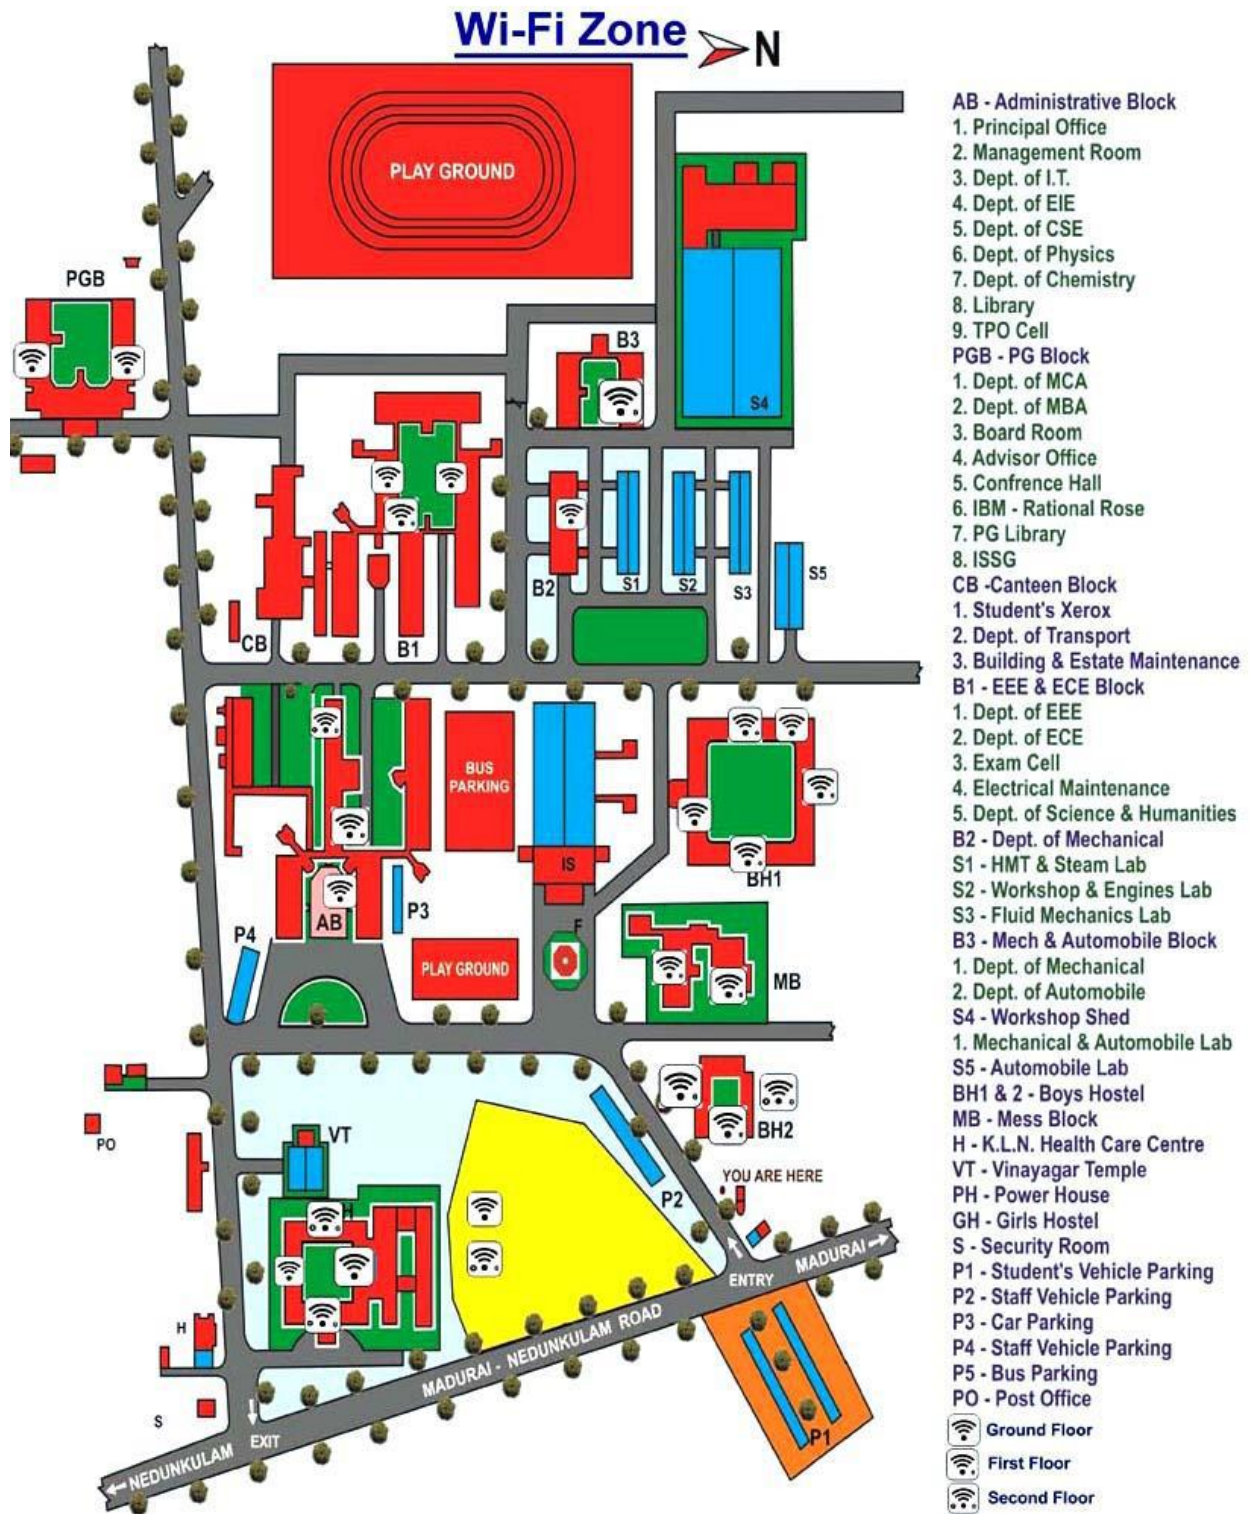 Wi-Fi Zone
N
PLAY GROUND
PGB
B3
S4
B2
S1
S2
S3
S5
CB
B1
BUS
PARKING
IS
BH1
AB
P3
P4
F
PLAY GROUND
MB
PO
VT
BH2
YOU ARE HERE
P2
H
MADURAI
ENTRY
MADURAI - NEDUNKULAM ROAD
H
S
EXIT
NEDUNKULAM
P1
AB - Administrative Block
1. Principal Office
2. Management Room
3. Dept. of I.T.
4. Dept. of EIE
5. Dept. of CSE
6. Dept. of Physics
7. Dept. of Chemistry
8. Library
9. TPO Cell
PGB - PG Block
1. Dept. of MCA
2. Dept. of MBA
3. Board Room
4. Advisor Office
5. Confrence Hall
6. IBM - Rational Rose
7. PG Library
8. ISSG
CB -Canteen Block
1. Student's Xerox
2. Dept. of Transport
3. Building & Estate Maintenance
B1 - EEE & ECE Block
1. Dept. of EEE
2. Dept. of ECE
3. Exam Cell
4. Electrical Maintenance
5. Dept. of Science & Humanities
B2 - Dept. of Mechanical
S1 - HMT & Steam Lab
S2 - Workshop & Engines Lab
S3 - Fluid Mechanics Lab
B3 - Mech & Automobile Block
1. Dept. of Mechanical
2. Dept. of Automobile
S4 - Workshop Shed
1. Mechanical & Automobile Lab
S5 - Automobile Lab
BH1 & 2 - Boys Hostel
MB - Mess Block
H - K.L.N. Health Care Centre
VT - Vinayagar Temple
PH - Power House
GH - Girls Hostel
S - Security Room
P1 - Student's Vehicle Parking
P2 - Staff Vehicle Parking
P3 - Car Parking
P4 - Staff Vehicle Parking
P5 - Bus Parking
PO - Post Office
Ground Floor
First Floor
Second Floor